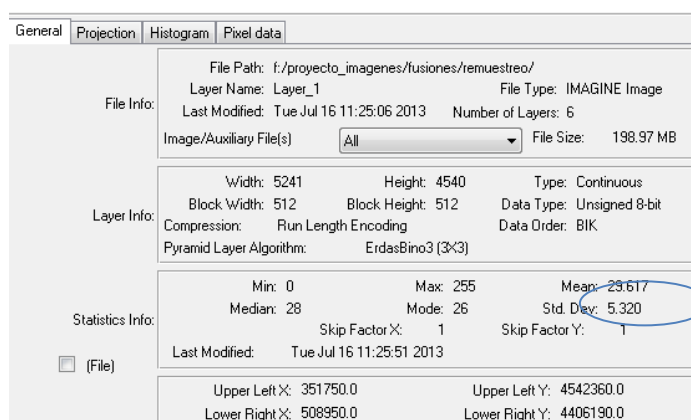 General Projection Histogram Pixel data
File Info:
File Path: f:/proyecto_imagenes/fusiones/remuestreo/
Layer Name: Layer_1 File Type: IMAGINE Image
Last Modified: Tue Jul 16 11:25:06 2013 Number of Layers: 6
Image/Auxiliary File(s) All File Size: 198.97 MB
Layer Info:
Width: 5241 Height: 4540 Type: Continuous
Block Width: 512 Block Height: 512 Data Type: Unsigned 8-bit
Compression: Run Length Encoding Data Order: BIK
Pyramid Layer Algorithm: ErdasBino3 (3X3)
Statistics Info:
(File)
Min: 0 Max: 255 Mean: 29.617
Median: 28 Mode: 26 Std. Dev: 5.320
Skip Factor X: 1 Skip Factor Y: 1
Last Modified: Tue Jul 16 11:25:51 2013
Upper Left X: 351750.0 Upper Left Y: 4542360.0
Lower Right X: 508950.0 Lower Right Y: 4406190.0